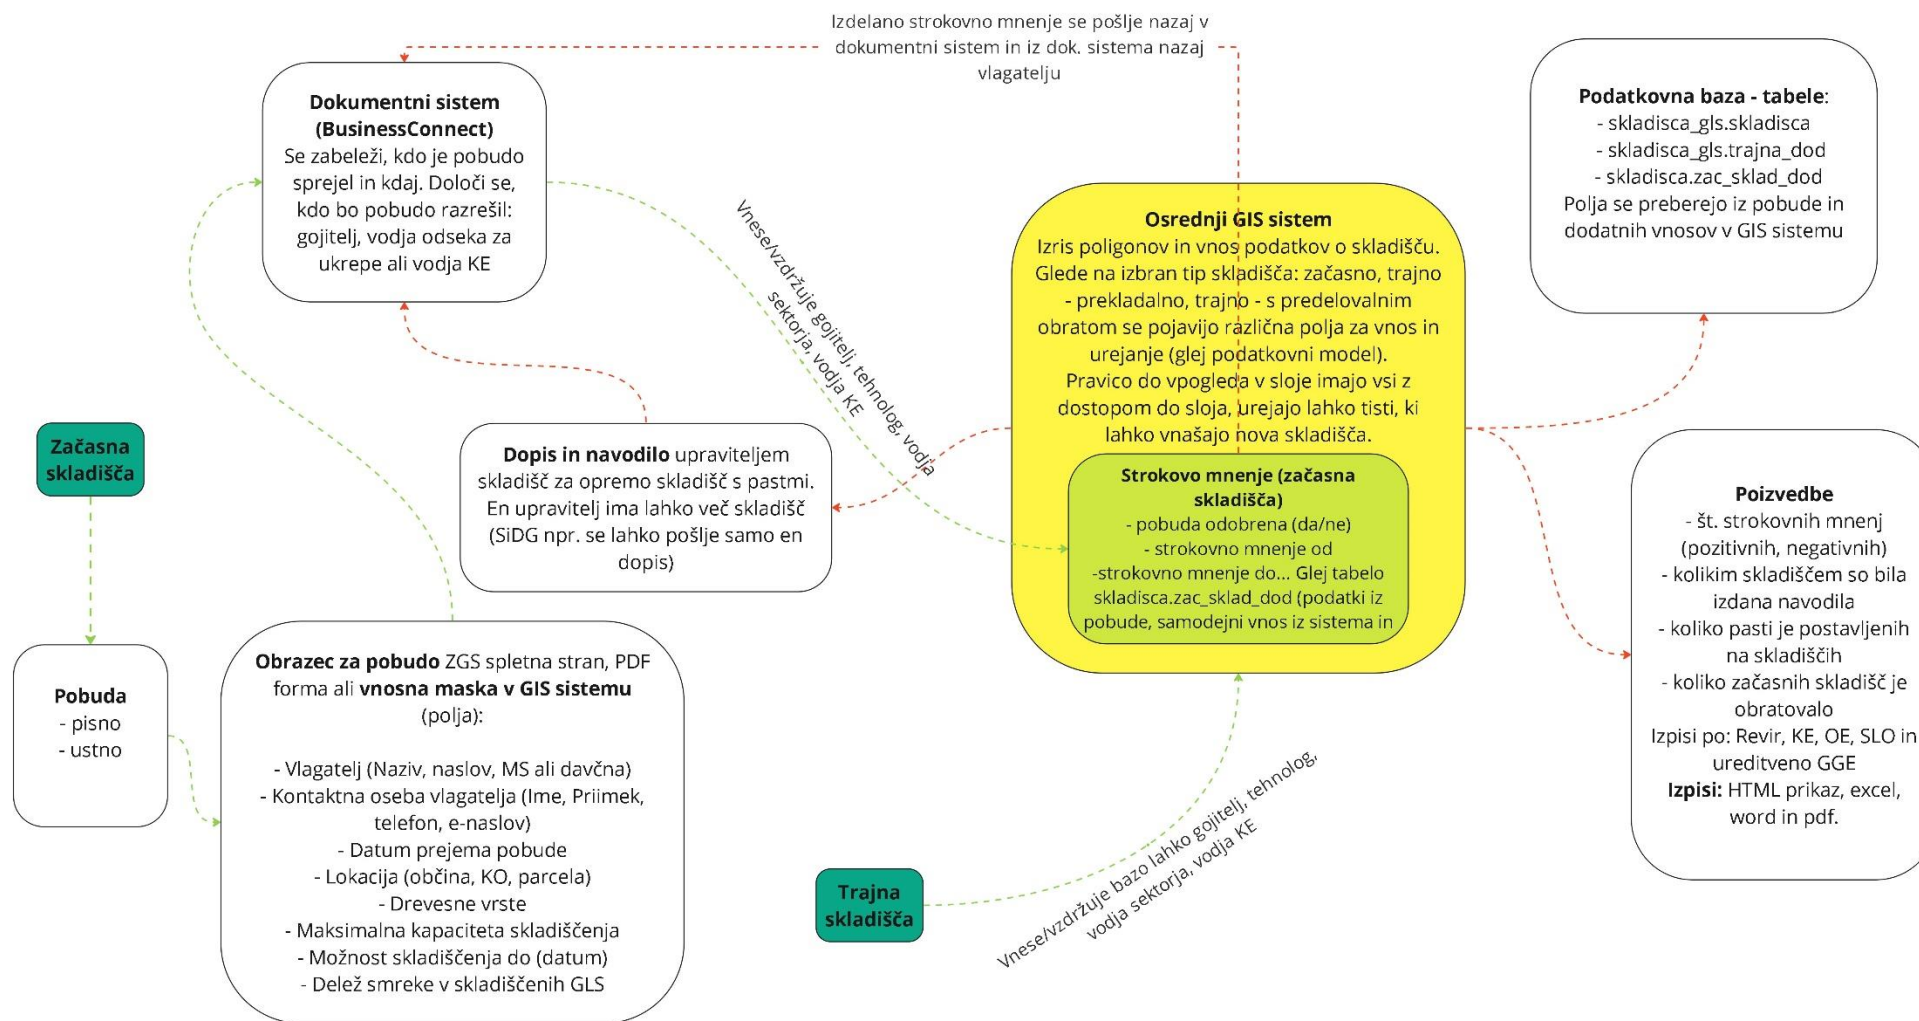 Izdelano strokovno mnenje se pošlje nazaj v
dokumentni sistem in iz dok. sistema nazaj
vlagatelju
Dokumentni sistem
(BusinessConnect)
Se zabeleži, kdo je pobudo
sprejel in kdaj. Določi se,
kdo bo pobudo razrešil:
gojitelj, vodja odseka za
ukrepe ali vodja KE
Podatkovna baza - tabele:
- skladisca_gls.skladisca
- skladisca_gls.trajna_dod
- skladisca.zac_sklad_dod
Polja se preberejo iz pobude in
dodatnih vnosov v GIS sistemu
Vnese/vzdržuje gojitelj, tehnolog, vodja
sektorja, vodja KE
Osrednji GIS sistem
Izris poligonov in vnos podatkov o skladišču.
Glede na izbran tip skladišča: začasno, trajno
- prekladalno, trajno - s predelovalnim
obratom se pojavijo različna polja za vnos in
urejanje (glej podatkovni model).
Pravico do vpogleda v sloje imajo vsi z
dostopom do sloja, urejajo lahko tisti, ki
lahko vnašajo nova skladišča.
Strokovo mnenje (začasna
skladišča)
- pobuda odobrena (da/ne)
- strokovno mnenje od
-strokovno mnenje do... Glej tabelo
skladisca.zac_sklad_dod (podatki iz
pobude, samodejni vnos iz sistema in
Začasna
skladišča
Dopis in navodilo upraviteljem
skladišč za opremo skladišč s pastmi.
En upravitelj ima lahko več skladišč
(SiDG npr. se lahko pošlje samo en
dopis)
Poizvedbe
- št. strokovnih mnenj
(pozitivnih, negativnih)
- kolikim skladiščem so bila
izdana navodila
- koliko pasti je postavljenih
na skladiščih
- koliko začasnih skladišč je
obratovalo
Izpisi po: Revir, KE, OE, SLO in
ureditveno GGE
Izpisi: HTML prikaz, excel,
word in pdf.
Pobuda
- pisno
- ustno
Obrazec za pobudo ZGS spletna stran, PDF
forma ali vnosna maska v GIS sistemu
(polja):
- Vlagatelj (Naziv, naslov, MS ali davčna)
- Kontaktna oseba vlagatelja (Ime, Priimek,
telefon, e-naslov)
- Datum prejema pobude
- Lokacija (občina, KO, parcela)
- Drevesne vrste
- Maksimalna kapaciteta skladiščenja
- Možnost skladiščenja do (datum)
- Delež smreke v skladiščenih GLS
Trajna
skladišča
Vnese/vzdržuje bazo lahko gojitelj, tehnolog,
vodja sektorja, vodja KE